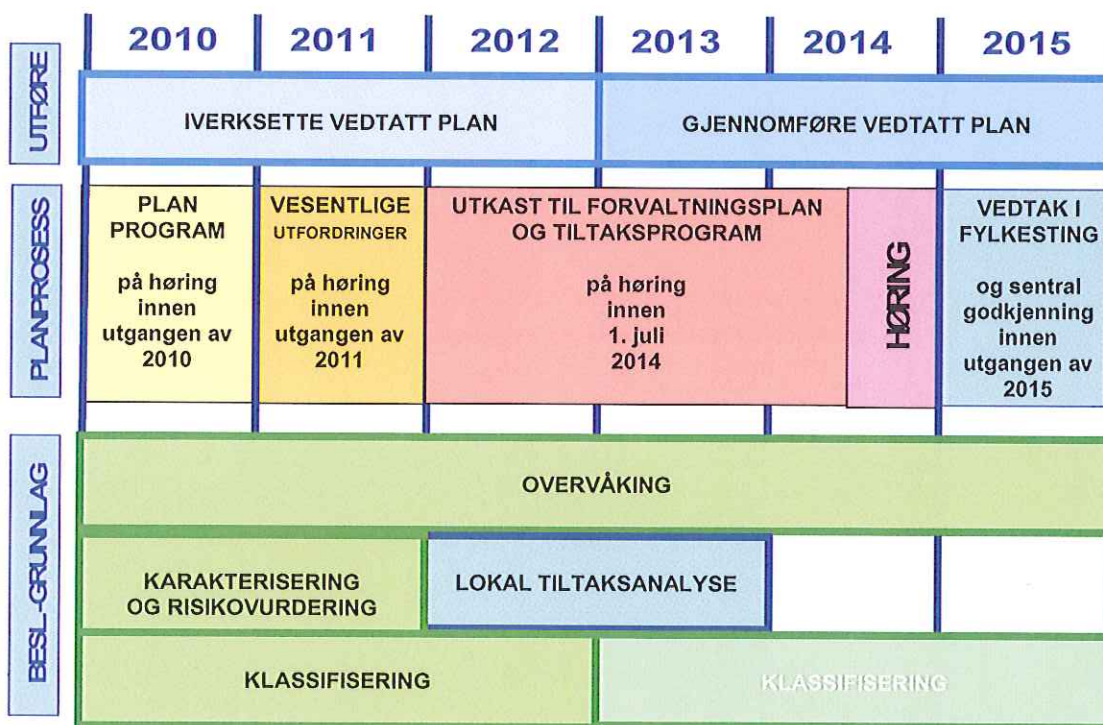 2010 2011 2012 2013 2014 2015
UTFØRE
IVERKSETTE VEDTATT PLAN
GJENNOMFØRE VEDTATT PLAN
PLANPROSESS
PLAN
PROGRAM
på høring
innen
utgangen av
2010
VESENTLIGE
UTFORDRINGER
på høring
innen
utgangen av
2011
UTKAST TIL FORVALTNINGSPLAN
OG TILTAKSPROGRAM
på høring
innen
1. juli
2014
HØRING
VEDTAK I
FYLKESTING
og sentral
godkjenning
innen
utgangen av
2015
BESL-GRUNNLAG
OVERVÅKING
KARAKTERISERING
OG RISIKOVURDERING
LOKAL TILTAKSANALYSE
KLASSIFISERING
KLASSIFISERING